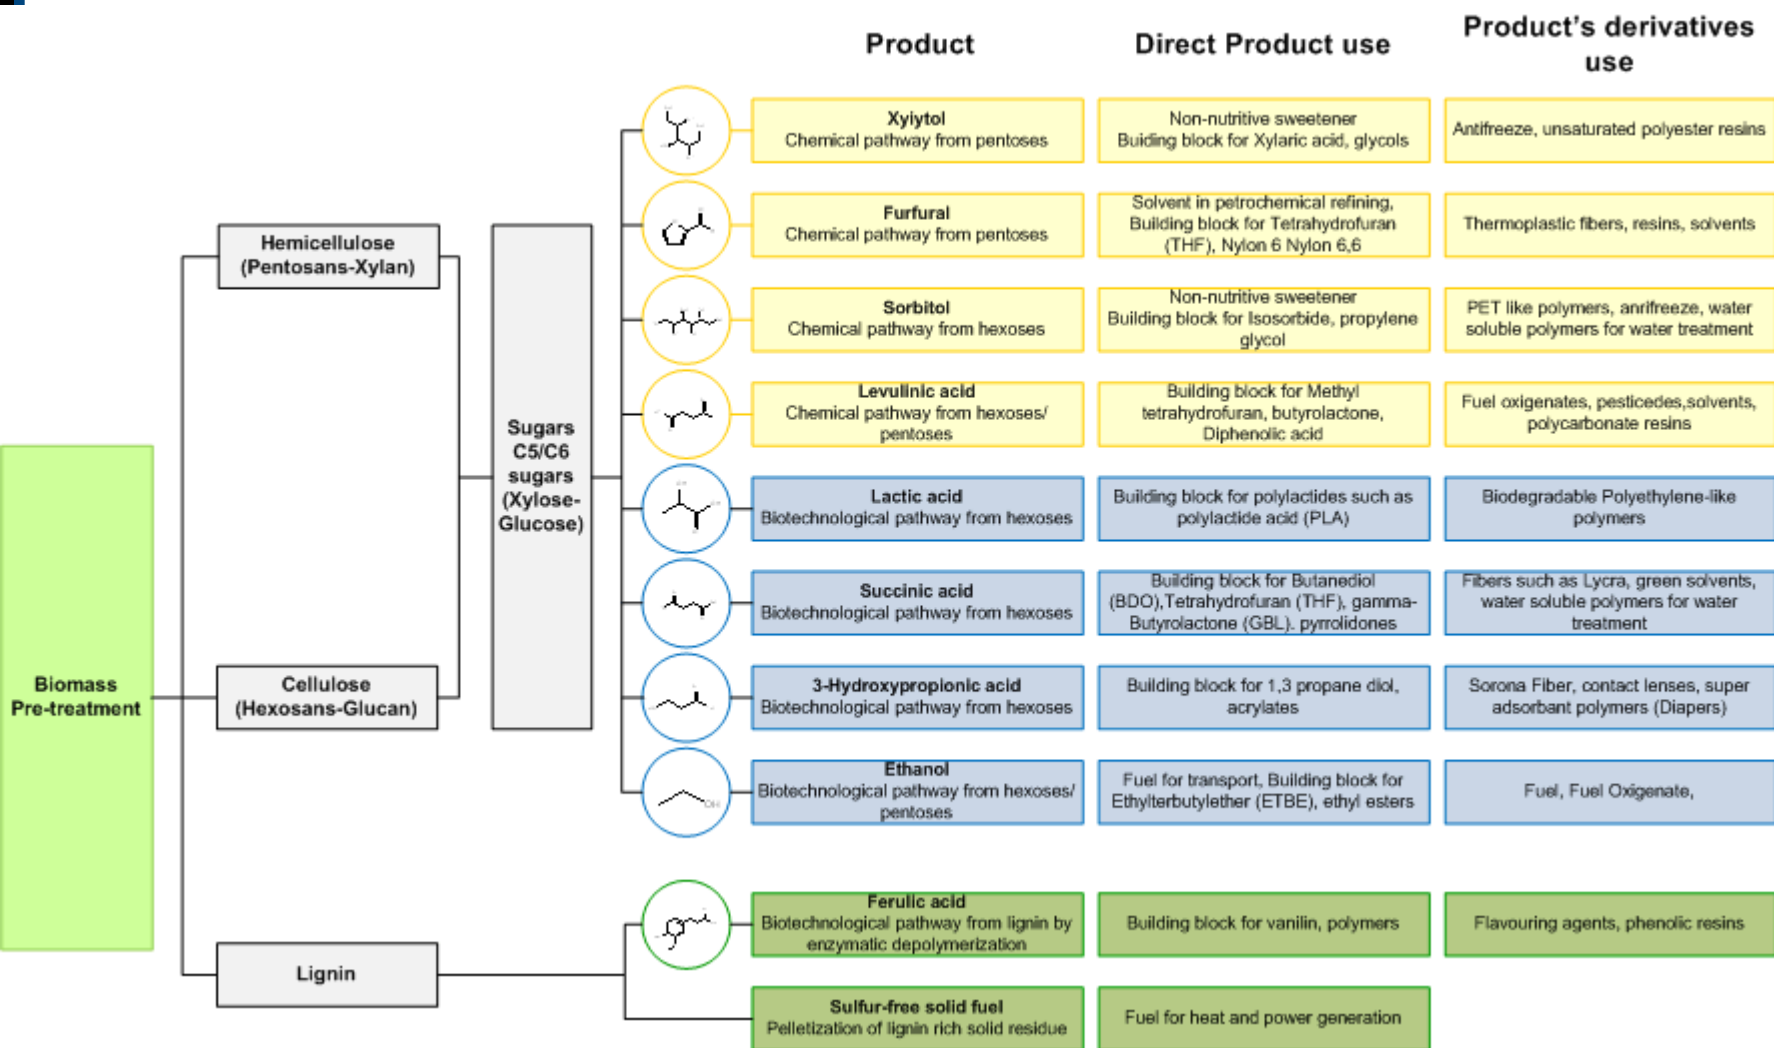 Product
Direct Product use
Product's derivatives
use
Biomass
Pre-treatment
Hemicellulose
(Pentosans-Xylan)
Cellulose
(Hexosans-Glucan)
Lignin
Sugars
C5/C6
sugars
(Xylose-
Glucose)
Xylytol
Chemical pathway from pentoses
Non-nutritive sweetener
Buiding block for Xylaric acid, glycols
Antifreeze, unsaturated polyester resins
Furfural
Chemical pathway from pentoses
Solvent in petrochemical refining,
Building block for Tetrahydrofuran
(THF), Nylon 6 Nylon 6,6
Thermoplastic fibers, resins, solvents
Sorbitol
Chemical pathway from hexoses
Non-nutritive sweetener
Building block for Isosorbide, propylene
glycol
PET like polymers, anrifreeze, water
soluble polymers for water treatment
Levulinic acid
Chemical pathway from hexoses/
pentoses
Building block for Methyl
tetrahydrofuran, butyrolactone,
Diphenolic acid
Fuel oxigenates, pesticedes,solvents,
polycarbonate resins
Lactic acid
Biotechnological pathway from hexoses
Building block for polylactides such as
polylactide acid (PLA)
Biodegradable Polyethylene-like
polymers
Succinic acid
Biotechnological pathway from hexoses
Building block for Butanediol
(BDO),Tetrahydrofuran (THF), gamma-
Butyrolactone (GBL). pyrrolidones
Fibers such as Lycra, green solvents,
water soluble polymers for water
treatment
3-Hydroxypropionic acid
Biotechnological pathway from hexoses
Building block for 1,3 propane diol,
acrylates
Sorona Fiber, contact lenses, super
adsorbant polymers (Diapers)
OH
Ethanol
Biotechnological pathway from hexoses/
pentoses
Fuel for transport, Building block for
Ethylterbutylether (ETBE), ethyl esters
Fuel, Fuel Oxigenate,
Ferulic acid
Biotechnological pathway from lignin by
enzymatic depolymerization
Building block for vanilin, polymers
Flavouring agents, phenolic resins
Sulfur-free solid fuel
Pelletization of lignin rich solid residue
Fuel for heat and power generation